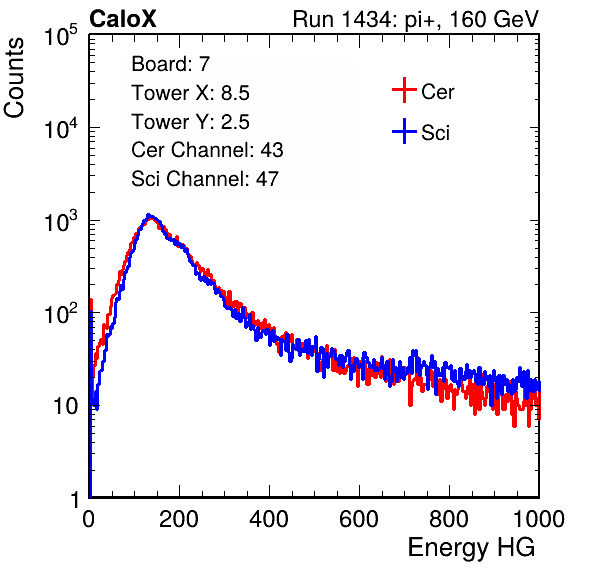 CaloX Run 1434: pi+, 160 GeV
Counts
Board: 7
Tower X: 8.5
Tower Y: 2.5
Cer Channel: 43
Sci Channel: 47
Cer
Sci
10^5
10^4
10^3
10^2
10
1
0 200 400 600 800 1000
Energy HG